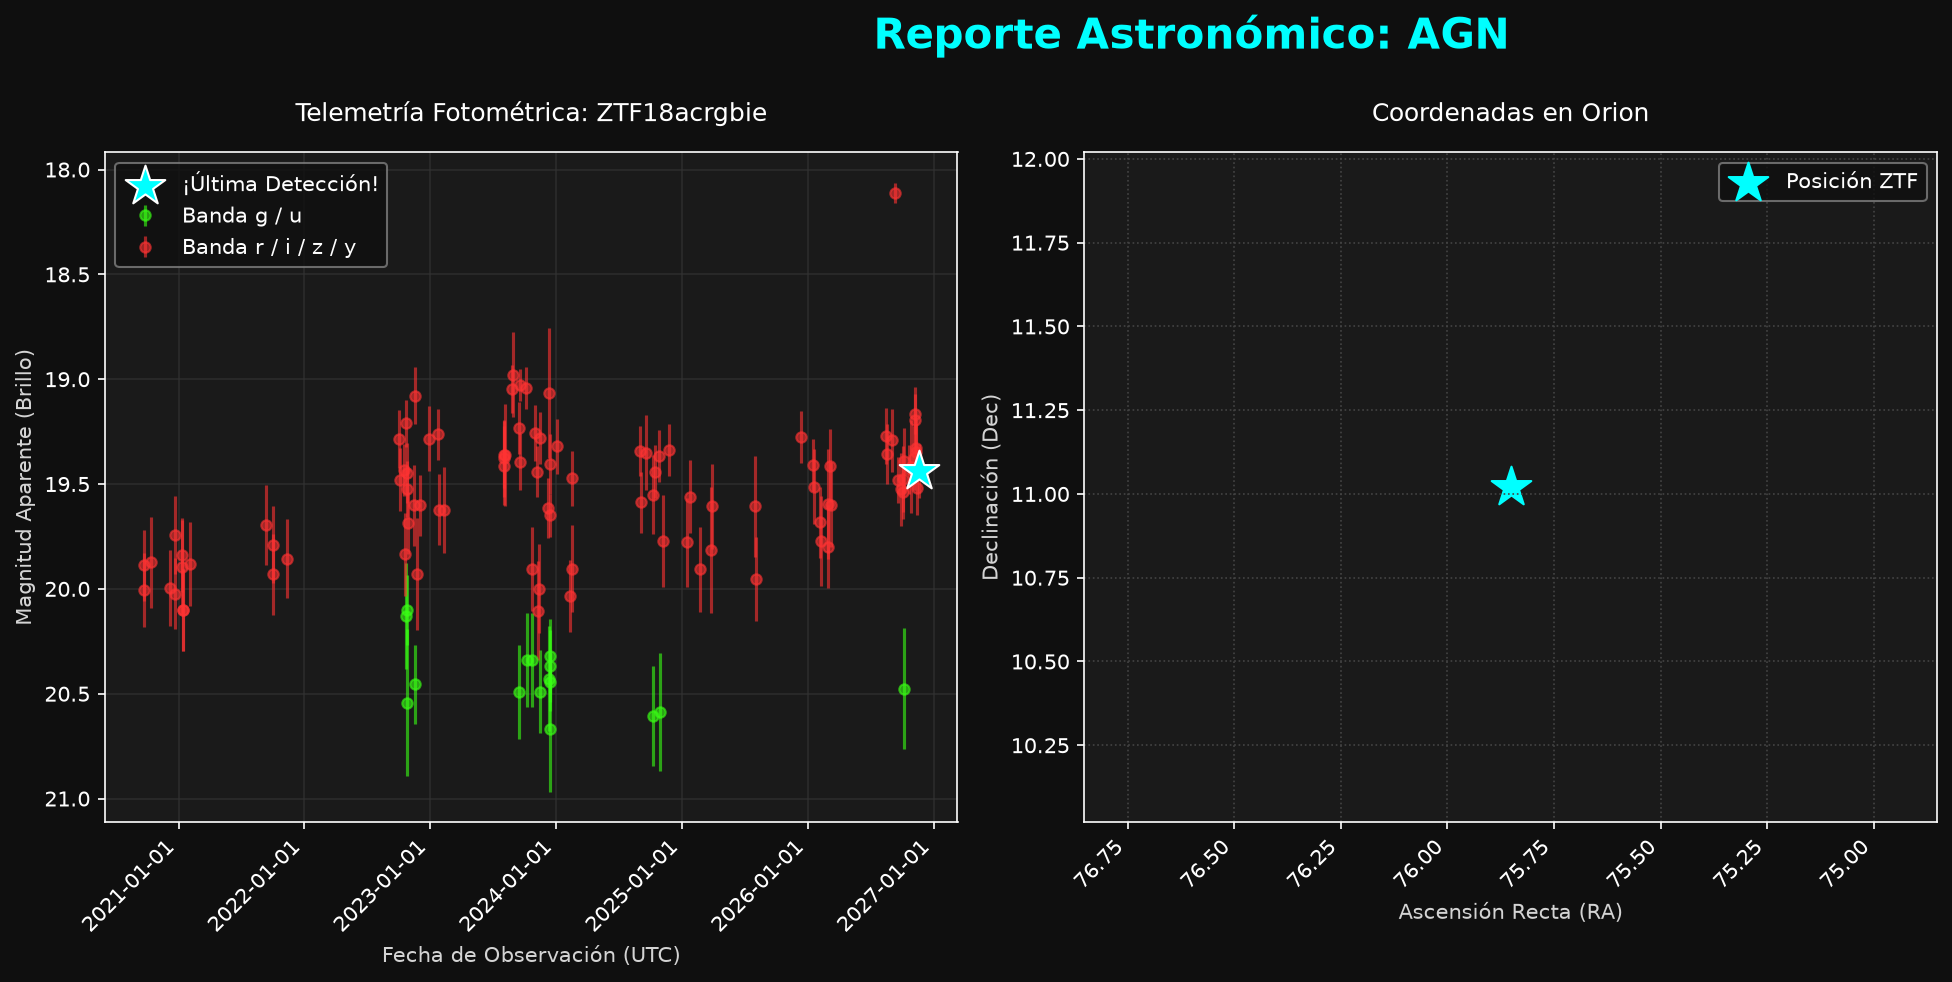 Reporte Astronómico: AGN
Telemetría Fotométrica: ZTF18acrgbie
¡Última Detección!
Banda g / u
Banda r / i / z / y
Magnitud Aparente (Brillo)
18.0
18.5
19.0
19.5
20.0
20.5
21.0
2021-01-01
2022-01-01
2023-01-01
2024-01-01
2025-01-01
2026-01-01
2027-01-01
Fecha de Observación (UTC)
Coordenadas en Orion
Posición ZTF
Declinación (Dec)
12.00
11.75
11.50
11.25
11.00
10.75
10.50
10.25
76.75
76.50
76.25
76.00
75.75
75.50
75.25
75.00
Ascensión Recta (RA)